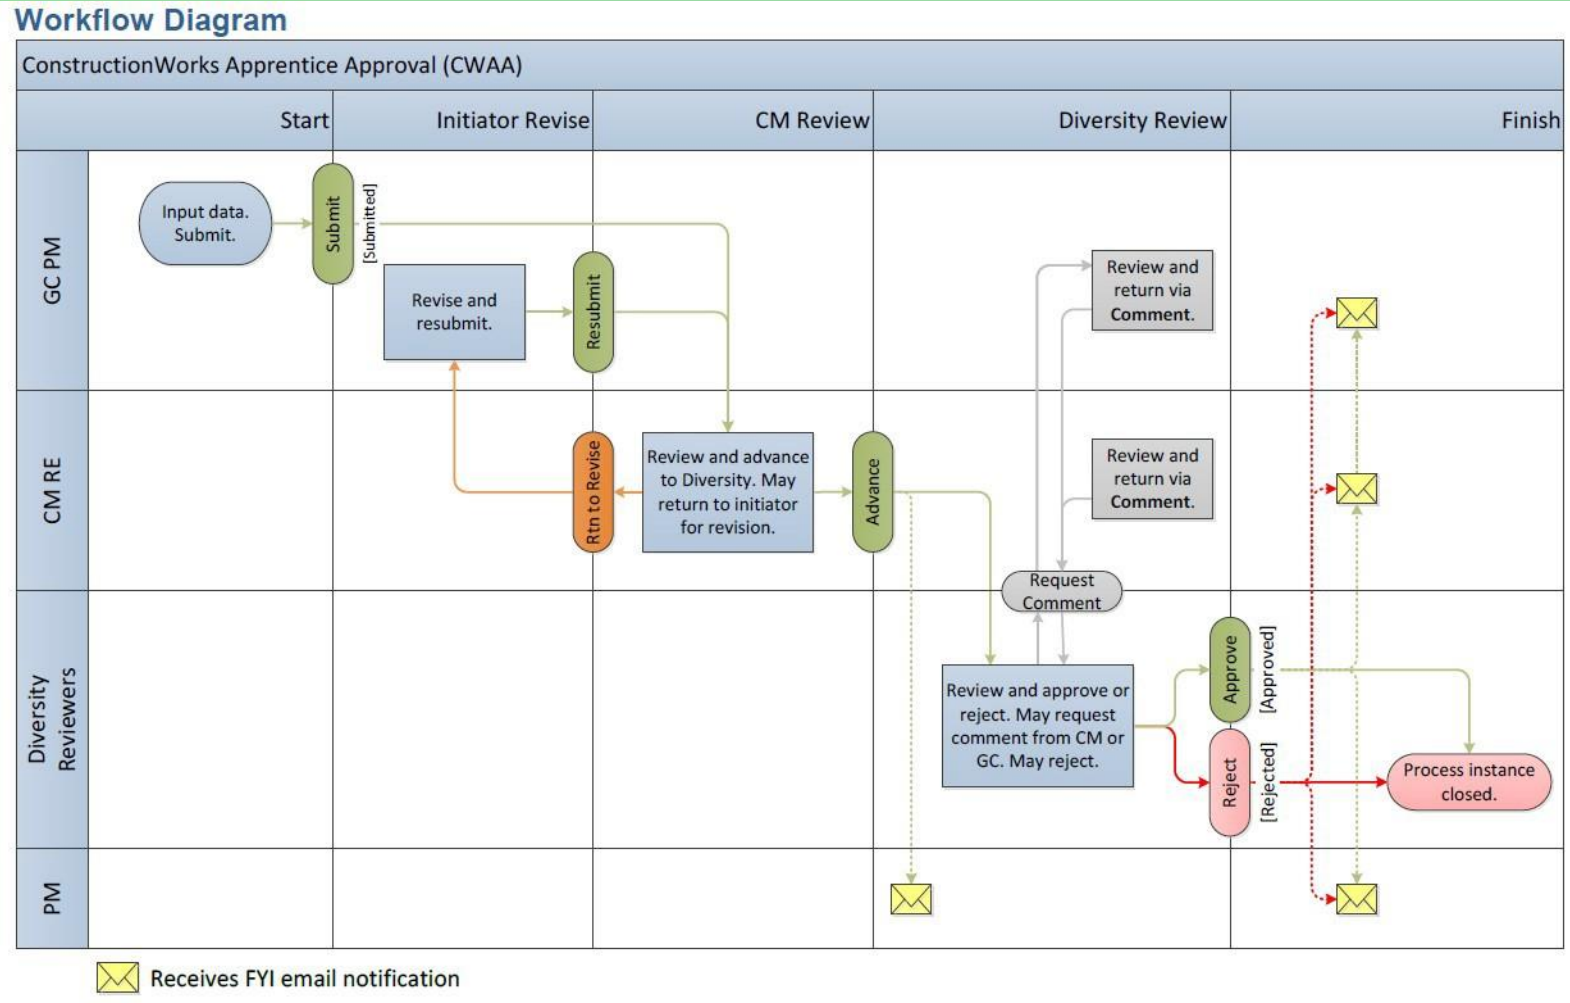 Workflow Diagram
ConstructionWorks Apprentice Approval (CWAA)
Start
Initiator Revise
CM Review
Diversity Review
Finish
GC PM
Input data.
Submit.
Submit
[Submitted]
Revise and
resubmit.
Resubmit
Review and
return via
Comment.
CM RE
Rtn to Revise
Review and advance
to Diversity. May
return to initiator
for revision.
Advance
Review and
return via
Comment.
Request
Comment
Diversity
Reviewers
Review and approve or
reject. May request
comment from CM or
GC. May reject.
Approve
[Approved]
Reject
[Rejected]
Process instance
closed.
PM
Receives FYI email notification